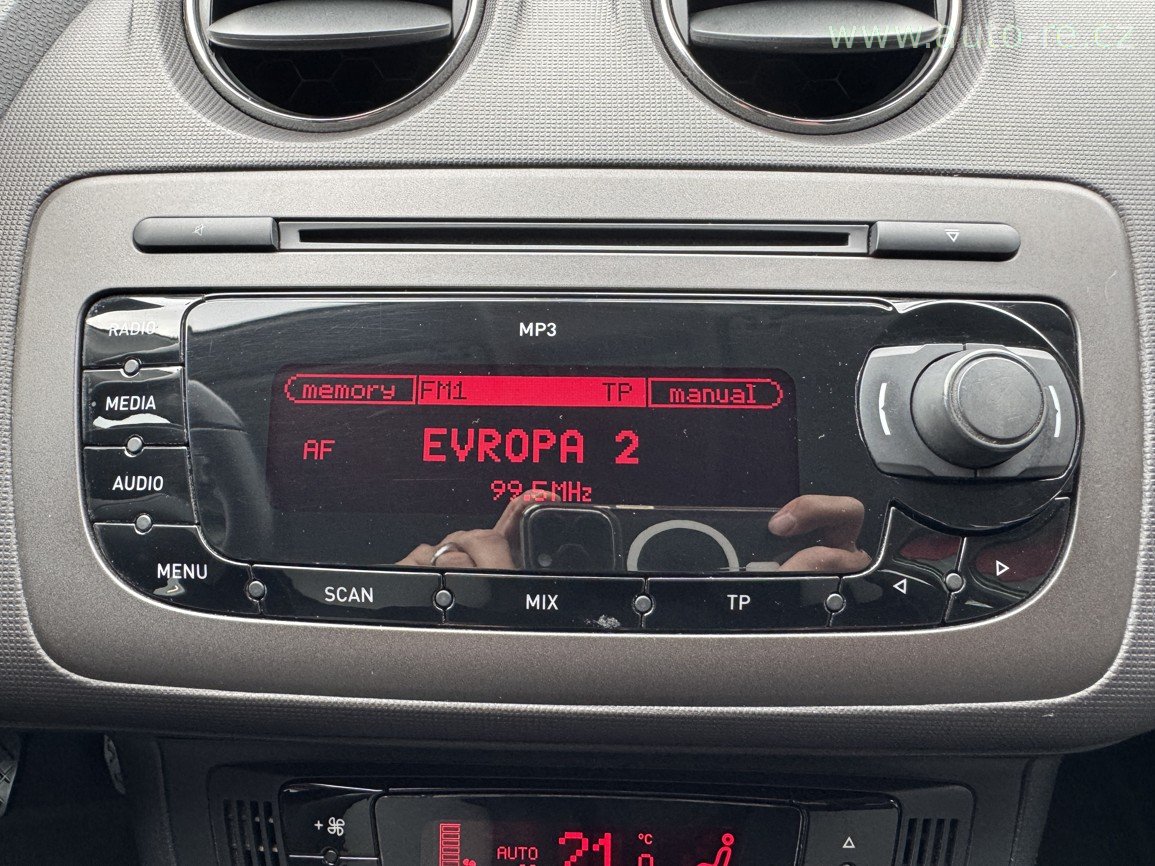 www.auto-re.cz
RADIO
MP3
memory FM1 TP manual
MEDIA
AF EVROPA 2
99.5MHz
AUDIO
MENU
SCAN
MIX
TP
AUTO 21 °C